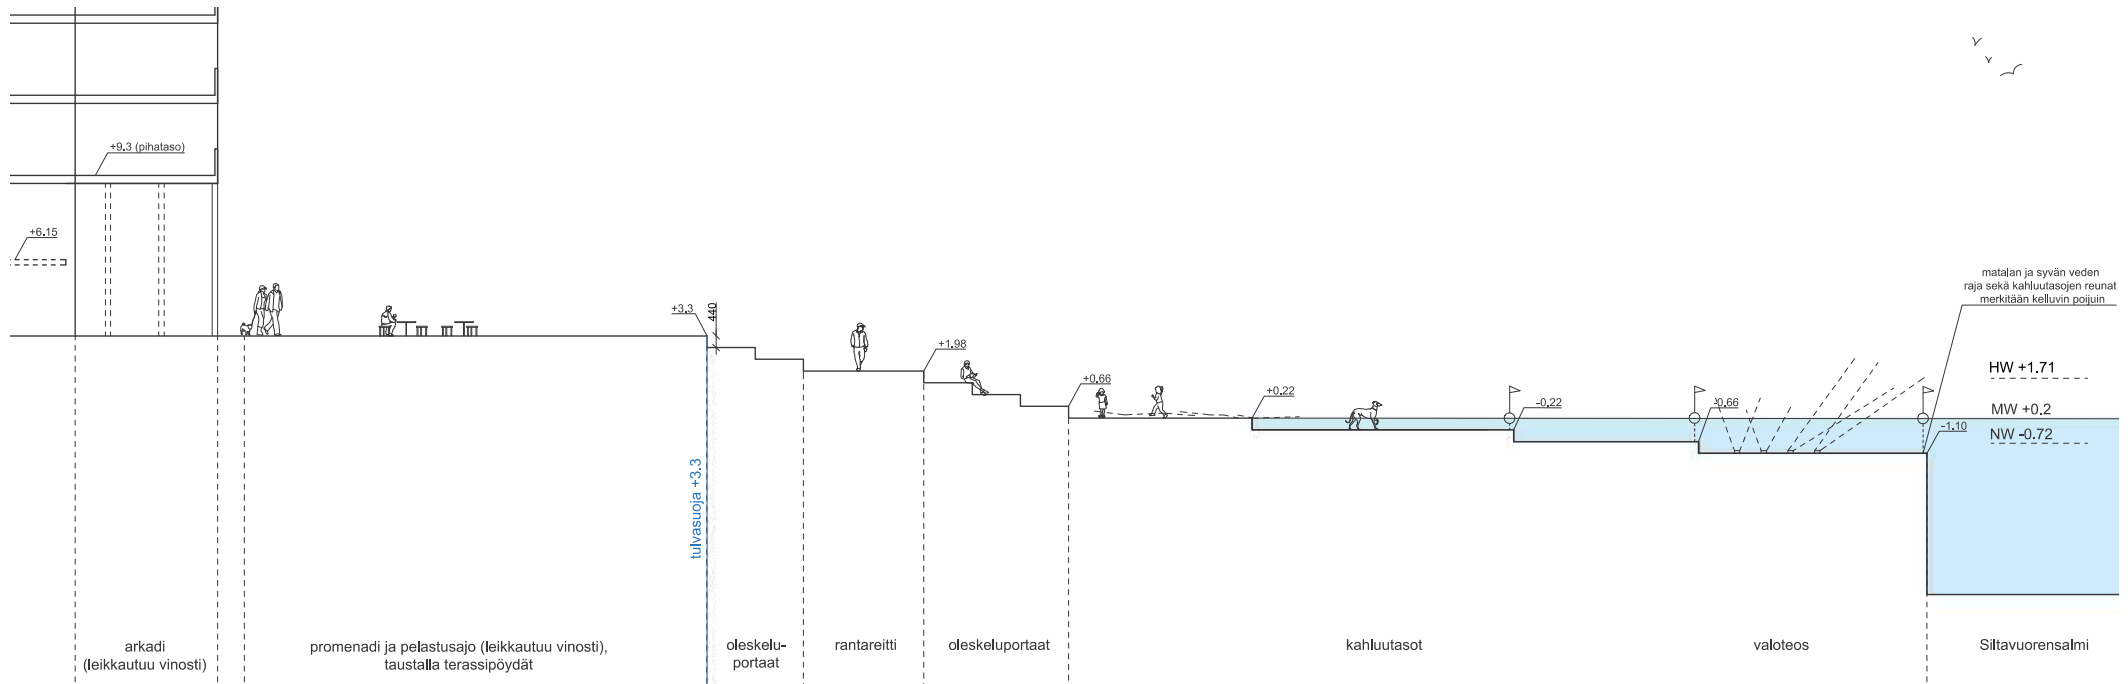 +9.3 (pihataso)
+6.15
+3.3
440
+1.98
+0.66
+0.22
-0.22
-0.66
-1.10
matalan ja syvän veden
raja sekä kahluutasojen reunat
merkitään kelluvin poijuin
HW +1.71
MW +0.2
NW -0.72
tulvasuoja +3.3
arkadi
(leikkautuu vinosti)
promenadi ja pelastusajo (leikkautuu vinosti),
taustalla terassipöydät
oleskelu-
portaat
rantareitti
oleskeluportaat
kahluutasot
valoteos
Siltavuorensalmi